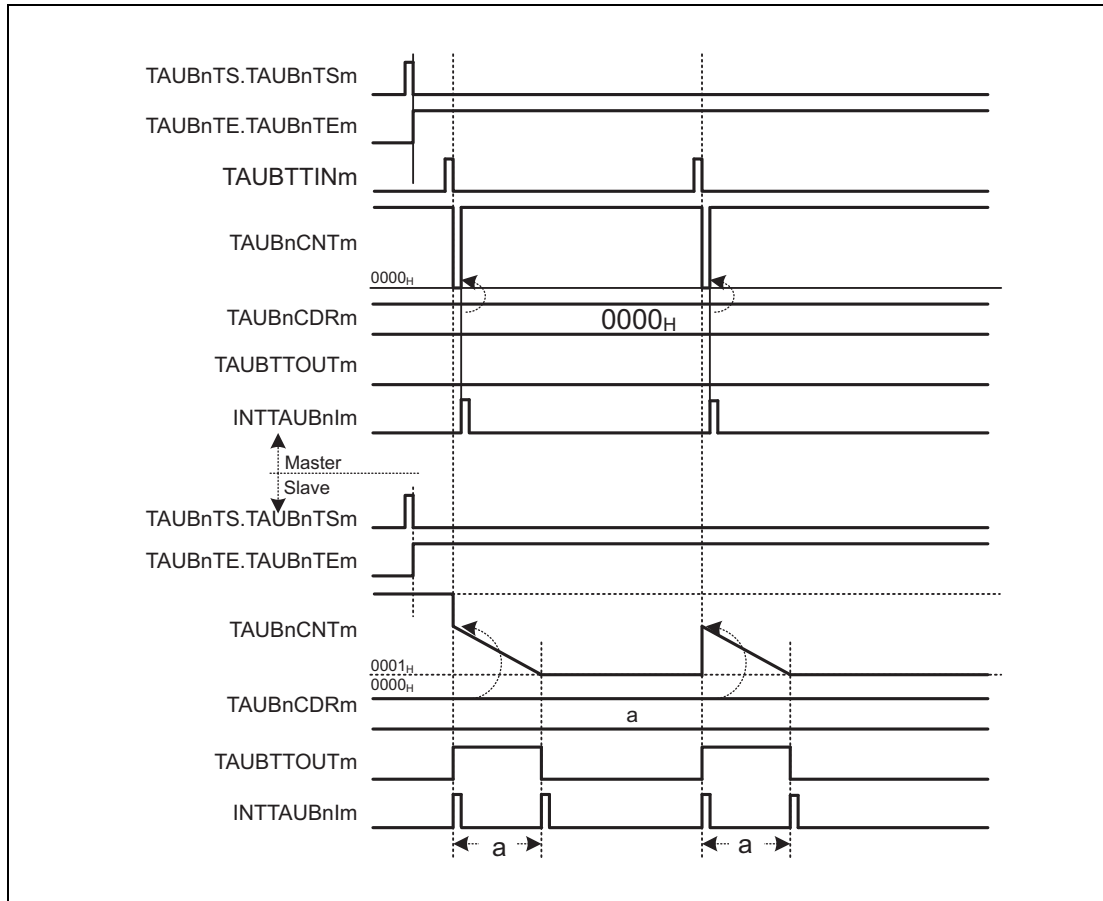 TAUBnTS.TAUBnTSm
TAUBnTE.TAUBnTEm
TAUBTTINm
TAUBnCNTm
0000H
TAUBnCDRm
0000H
TAUBTTOUTm
INTTAUBnIm
Master
Slave
TAUBnTS.TAUBnTSm
TAUBnTE.TAUBnTEm
TAUBnCNTm
0001H
0000H
TAUBnCDRm
a
TAUBTTOUTm
INTTAUBnIm
a a